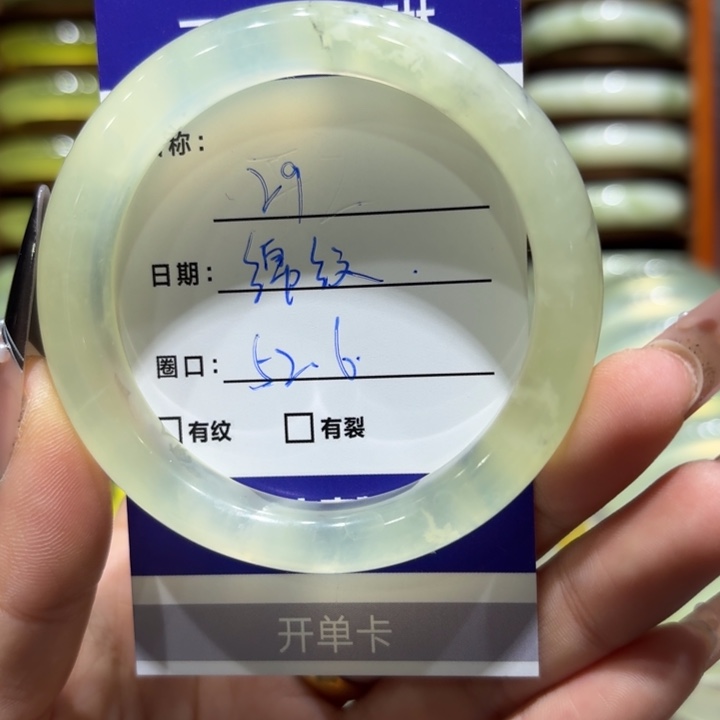 称：
29
日期： 绵纹.
圈口： 52.6
有纹 有裂
开单卡